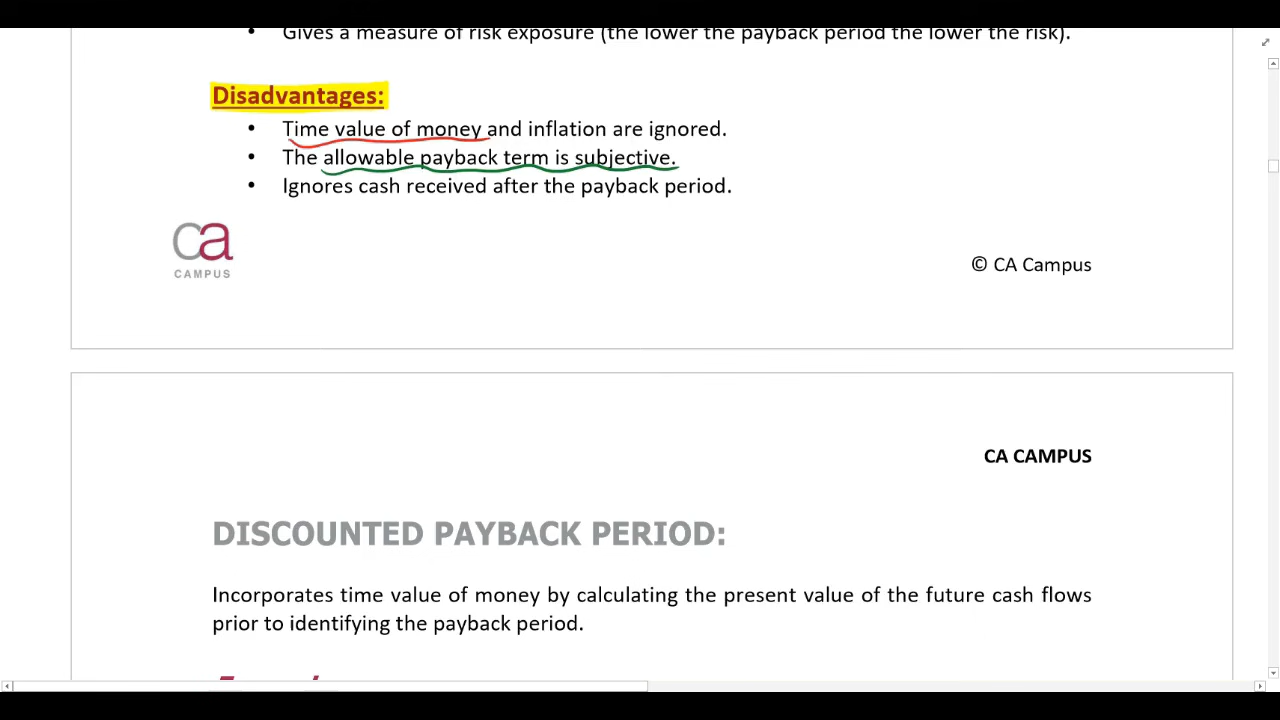 • Gives a measure of risk exposure (the lower the payback period the lower the risk).
Disadvantages:
• Time value of money and inflation are ignored.
• The allowable payback term is subjective.
• Ignores cash received after the payback period.
ca
CAMPUS
© CA Campus
CA CAMPUS
DISCOUNTED PAYBACK PERIOD:
Incorporates time value of money by calculating the present value of the future cash flows
prior to identifying the payback period.